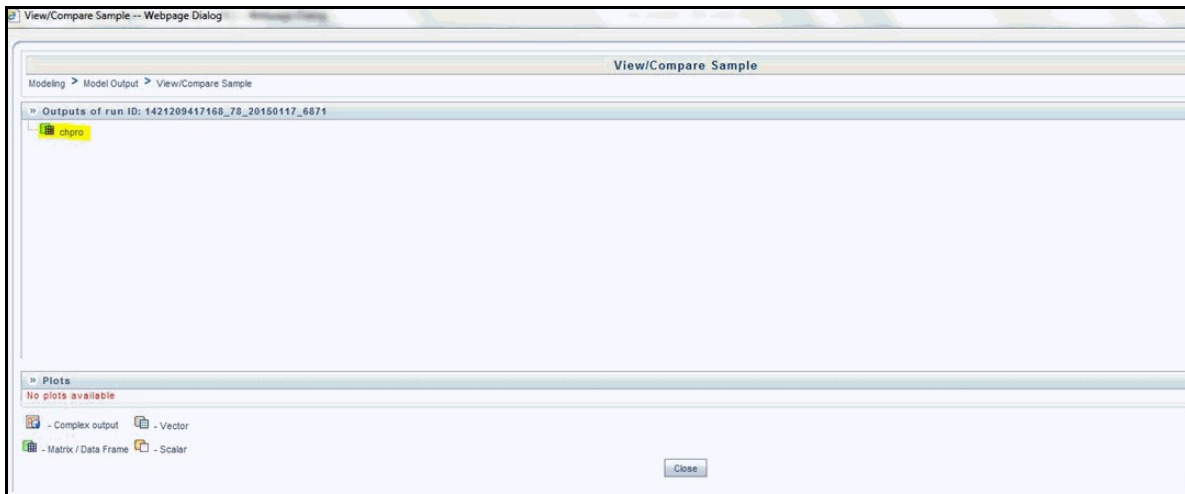 View/Compare Sample -- Webpage Dialog
View/Compare Sample
Modeling > Model Output > View/Compare Sample
» Outputs of run ID: 1421209417168_78_20150117_6871
chpro
» Plots
No plots available
- Complex output - Vector
- Matrix / Data Frame - Scalar
Close